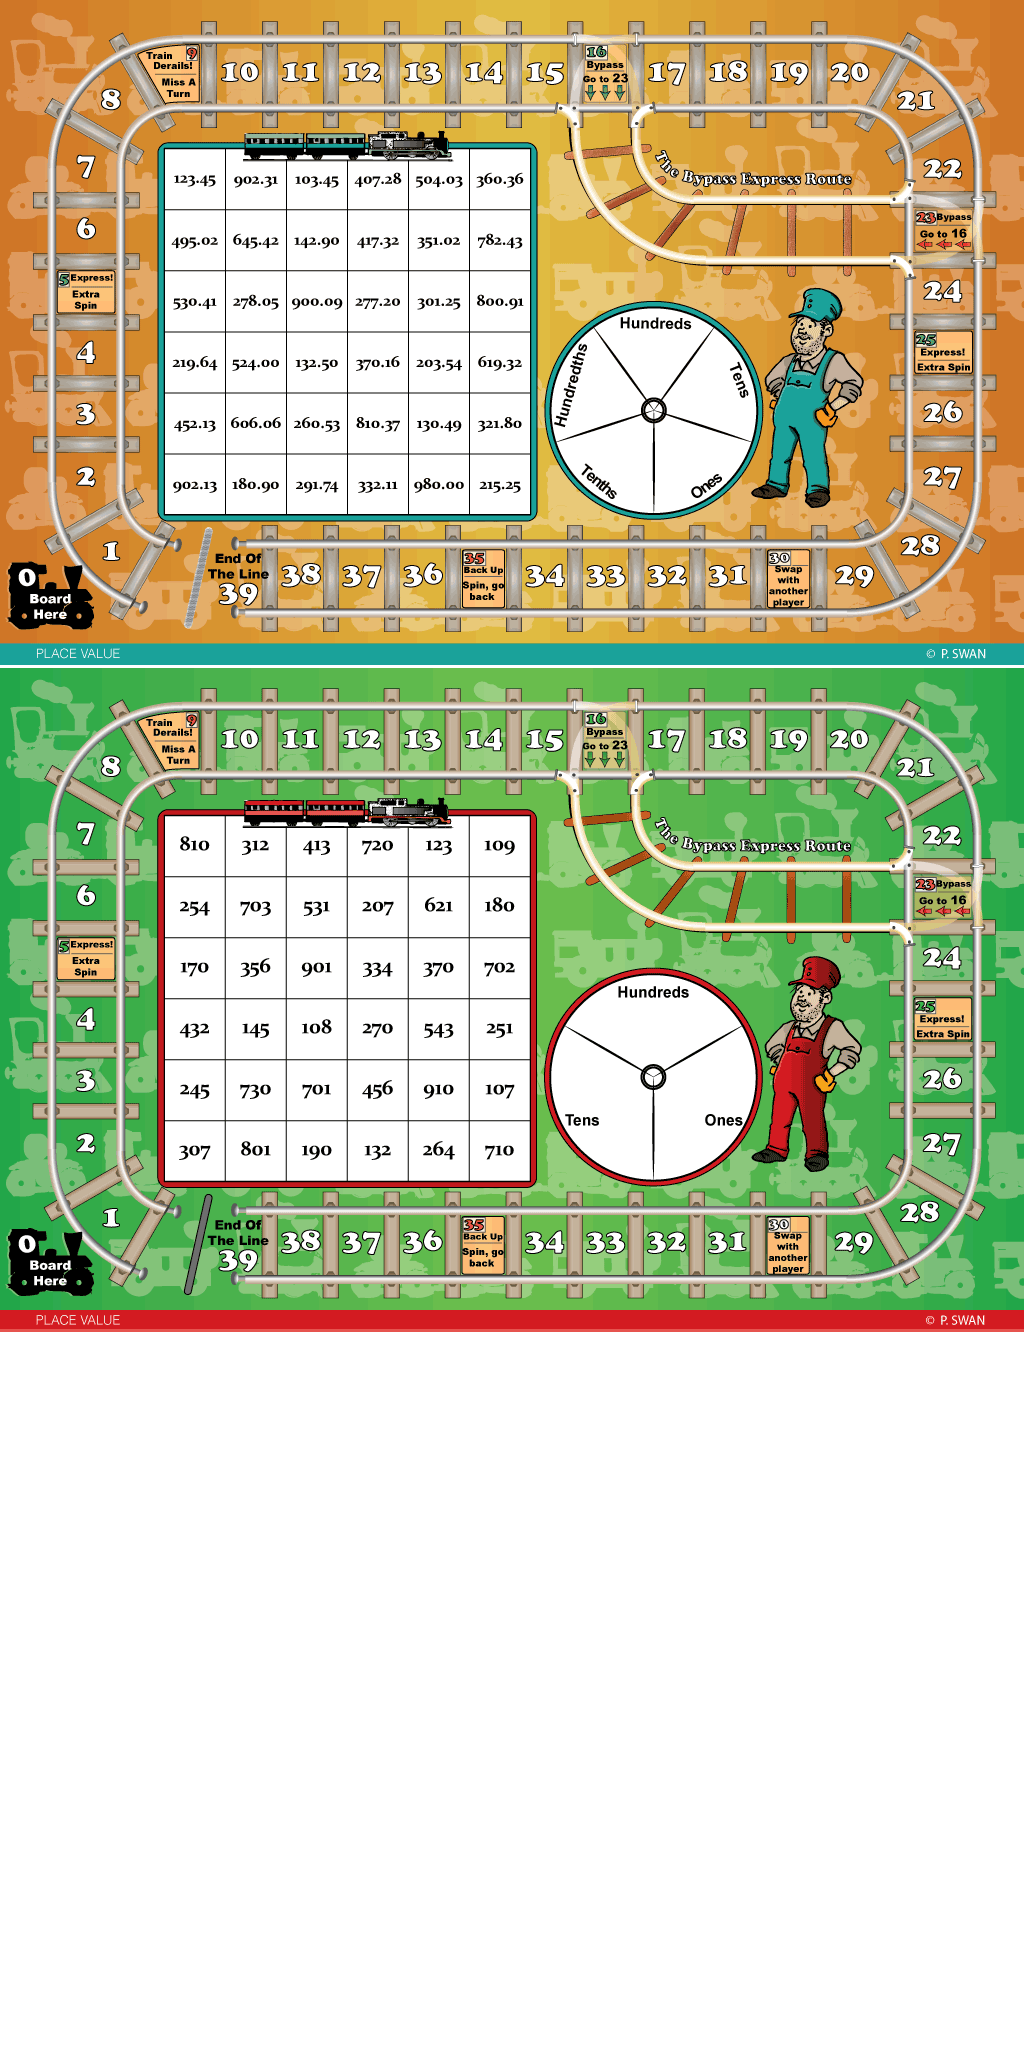 Train 9
Derails!
Miss A
Turn
10 11 12 13 14 15
16
Bypass
Go to 23
17 18 19 20
21
22
23 Bypass
Go to 16
24
25
Express!
Extra Spin
26
27
28
29
30
Swap
with
another
player
31
32
33
34
35
Back Up
Spin, go
back
36
37
38
End Of
The Line
39
8
7
6
5 Express!
Extra
Spin
4
3
2
1
0
Board
Here
The Bypass Express Route
123.45 902.31 103.45 407.28 504.03 360.36
495.02 645.42 142.90 417.32 351.02 782.43
530.41 278.05 900.09 277.20 301.25 800.91
219.64 524.00 132.50 370.16 203.54 619.32
452.13 606.06 260.53 810.37 130.49 321.80
902.13 180.90 291.74 332.11 980.00 215.25
Hundreds
Tens
Ones
Tenths
Hundredths
PLACE VALUE
© P. SWAN
Train 9
Derails!
Miss A
Turn
10 11 12 13 14 15
16
Bypass
Go to 23
17 18 19 20
21
22
23 Bypass
Go to 16
24
25
Express!
Extra Spin
26
27
28
29
30
Swap
with
another
player
31
32
33
34
35
Back Up
Spin, go
back
36
37
38
End Of
The Line
39
8
7
6
5 Express!
Extra
Spin
4
3
2
1
0
Board
Here
The Bypass Express Route
810 312 413 720 123 109
254 703 531 207 621 180
170 356 901 334 370 702
432 145 108 270 543 251
245 730 701 456 910 107
307 801 190 132 264 710
Hundreds
Tens
Ones
PLACE VALUE
© P. SWAN